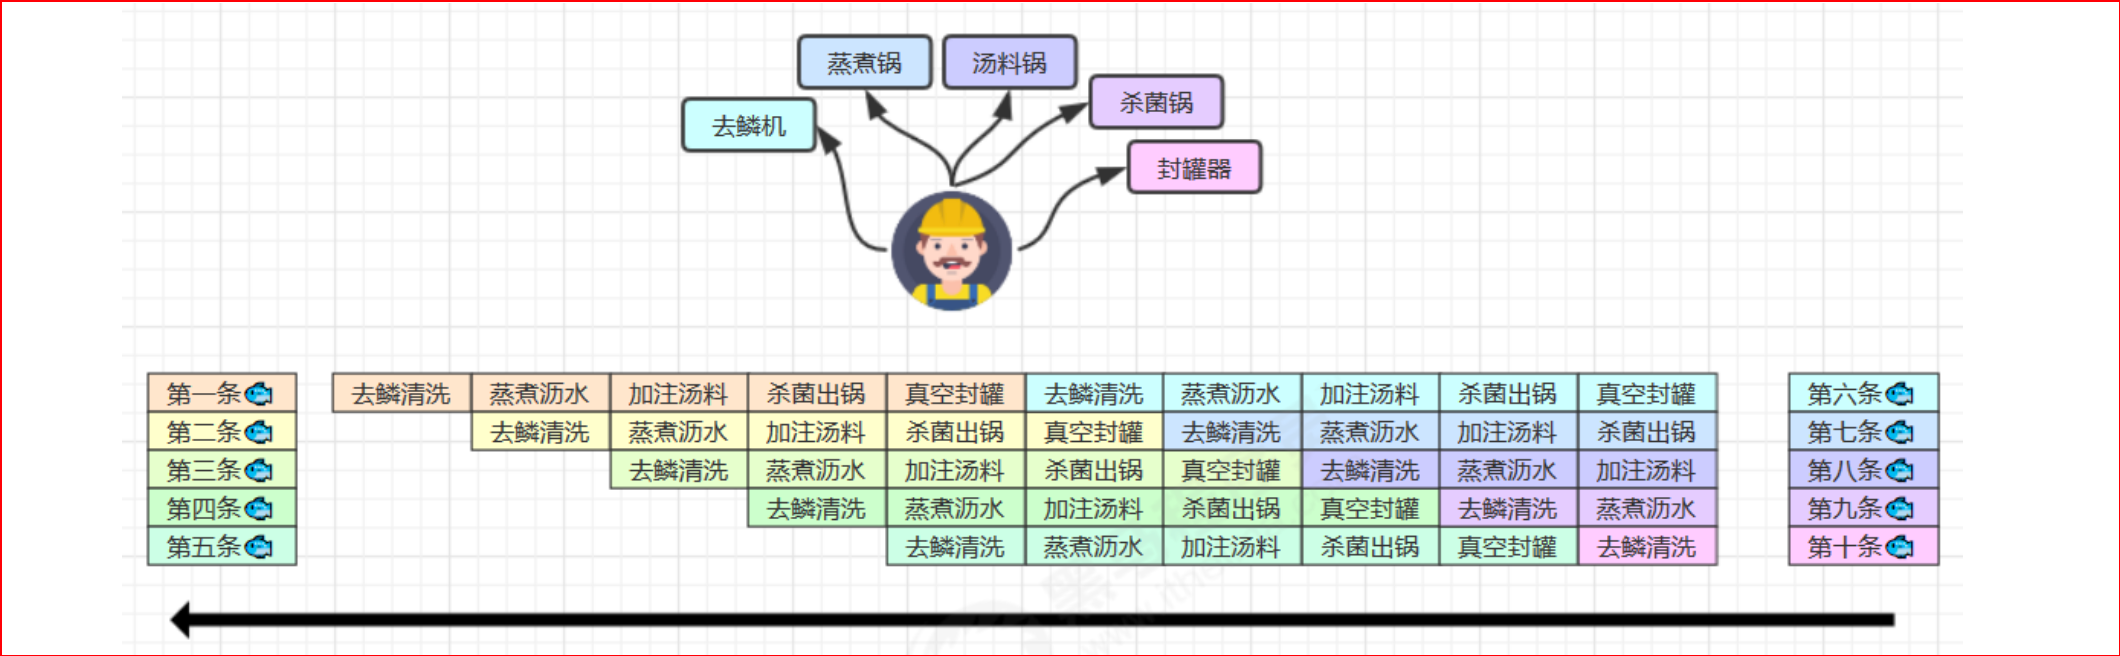 蒸煮锅 汤料锅
杀菌锅
去鳞机
封罐器
第一条 去鳞清洗 蒸煮沥水 加注汤料 杀菌出锅 真空封罐 去鳞清洗 蒸煮沥水 加注汤料 杀菌出锅 真空封罐 第六条
第二条 去鳞清洗 蒸煮沥水 加注汤料 杀菌出锅 真空封罐 去鳞清洗 蒸煮沥水 加注汤料 杀菌出锅 第七条
第三条 去鳞清洗 蒸煮沥水 加注汤料 杀菌出锅 真空封罐 去鳞清洗 蒸煮沥水 加注汤料 第八条
第四条 去鳞清洗 蒸煮沥水 加注汤料 杀菌出锅 真空封罐 去鳞清洗 蒸煮沥水 第九条
第五条 去鳞清洗 蒸煮沥水 加注汤料 杀菌出锅 真空封罐 去鳞清洗 第十条